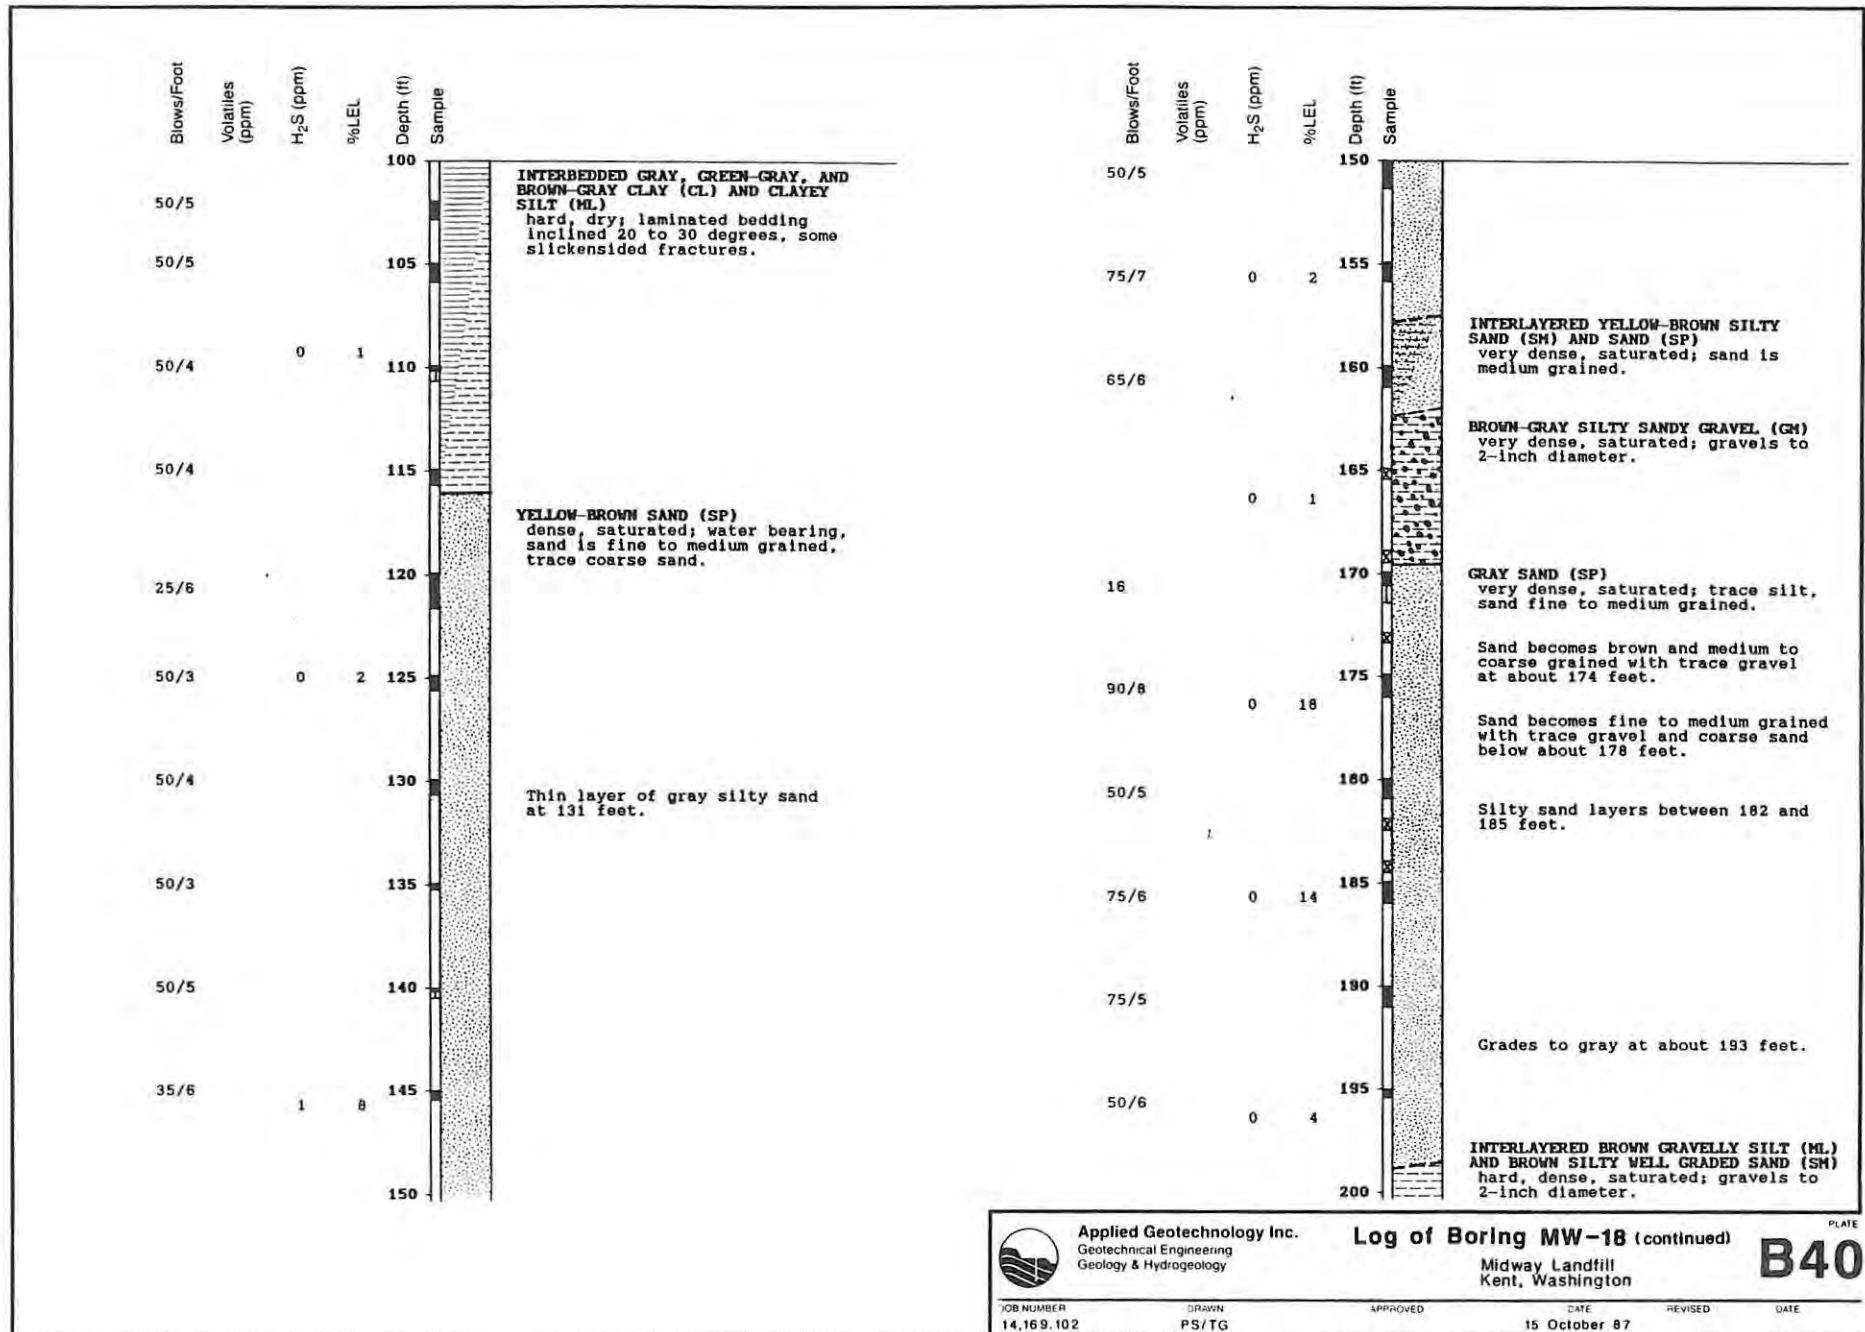 Blows/Foot
Volatiles
(ppm)
H₂S (ppm)
%LEL
Depth (ft)
Sample
100
INTERBEDDED GRAY, GREEN-GRAY, AND
BROWN-GRAY CLAY (CL) AND CLAYEY
SILT (ML)
hard, dry; laminated bedding
inclined 20 to 30 degrees, some
slickensided fractures.
50/5
50/5 105
0 1
50/4 110
50/4 115
YELLOW-BROWN SAND (SP)
dense, saturated; water bearing,
sand is fine to medium grained,
trace coarse sand.
120
25/6
50/3 0 2 125
50/4 130
Thin layer of gray silty sand
at 131 feet.
50/3 135
50/5 140
35/6 145
1 8
150
Blows/Foot
Volatiles
(ppm)
H₂S (ppm)
%LEL
Depth (ft)
Sample
150
50/5
155
75/7 0 2
INTERLAYERED YELLOW-BROWN SILTY
SAND (SM) AND SAND (SP)
very dense, saturated; sand is
medium grained.
160
65/6
BROWN-GRAY SILTY SANDY GRAVEL (GM)
very dense, saturated; gravels to
2-inch diameter.
165
0 1
170
GRAY SAND (SP)
very dense, saturated; trace silt,
sand fine to medium grained.
16
Sand becomes brown and medium to
coarse grained with trace gravel
at about 174 feet.
175
90/8 0 18
Sand becomes fine to medium grained
with trace gravel and coarse sand
below about 178 feet.
180
50/5
Silty sand layers between 182 and
185 feet.
185
75/6 0 14
190
75/5
Grades to gray at about 193 feet.
195
50/6 0 4
INTERLAYERED BROWN GRAVELLY SILT (ML)
AND BROWN SILTY WELL GRADED SAND (SM)
hard, dense, saturated; gravels to
2-inch diameter.
200
Applied Geotechnology Inc.
Geotechnical Engineering
Geology & Hydrogeology
Log of Boring MW-18 (continued)
Midway Landfill
Kent, Washington
PLATE
B40
JOB NUMBER DRAWN APPROVED DATE REVISED DATE
14,169.102 PS/TG 15 October 87